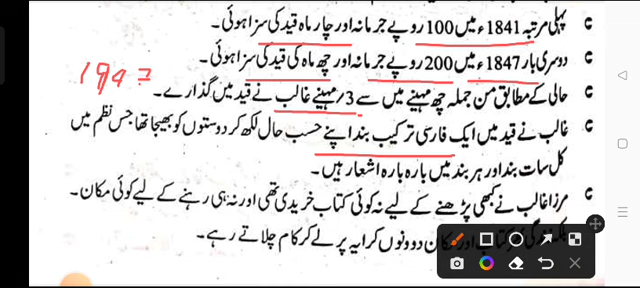 پہلی مرتبہ 1841ء میں 100 روپے جرمانہ اور چار ماہ قید کی سزا ہوئی۔
دوسری بار 1847ء میں 200 روپے جرمانہ اور چھ ماہ کی قید کی سزا ہوئی۔
حالی کے مطابق من جملہ چھ مہینے میں سے 3؍مہینے غالب نے قید میں گذارے۔
غالب نے قید میں ایک فارسی ترکیب بند اپنے حسب حال لکھ کر دوستوں کو بھیجا تھا جس نظم میں
کل سات بند اور ہر بند میں بارہ بارہ اشعار ہیں۔
مرزا غالب نے کبھی پڑھنے کے لیے نہ کوئی کتاب خریدی تھی اور نہ ہی رہنے کے لیے کوئی مکان۔
مکان دونوں کرایہ پر لے کر کام چلاتے رہے۔